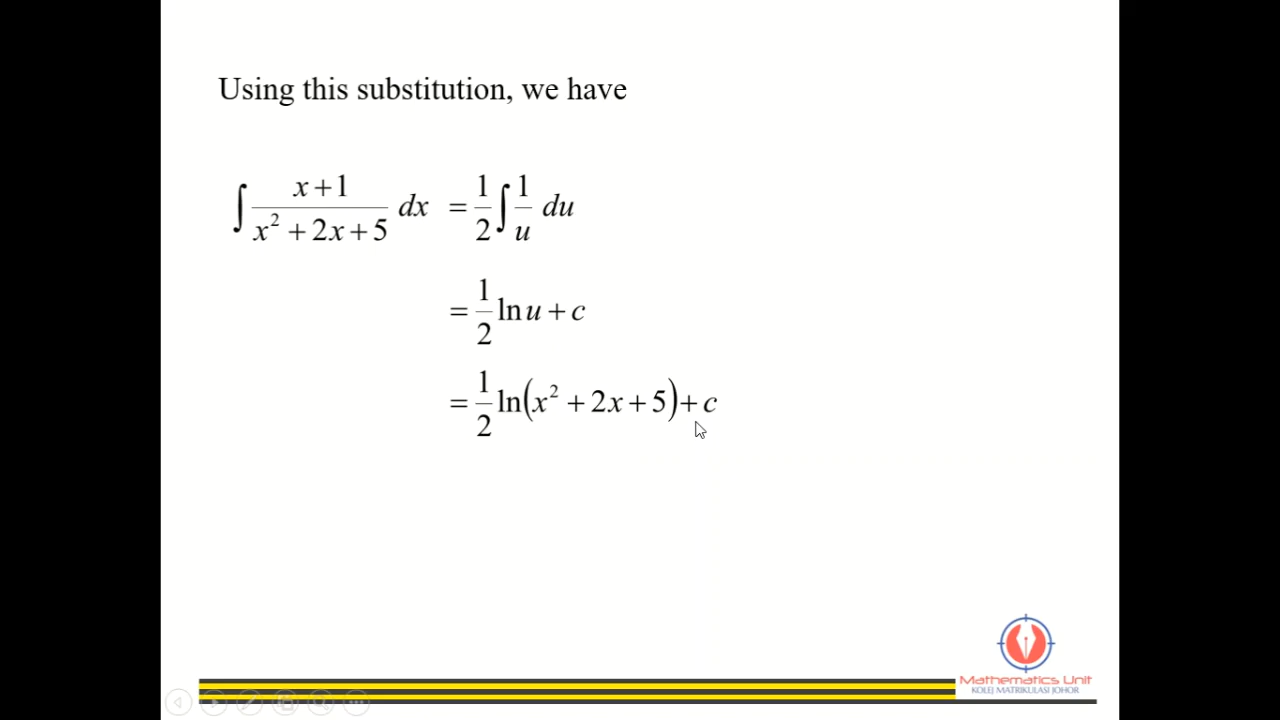 Using this substitution, we have
∫ (x+1)/(x² + 2x + 5) dx = 1/2 ∫ 1/u du
= 1/2 ln u + c
= 1/2 ln(x² + 2x + 5) + c
Mathematics Unit
KOLEJ MATRIKULASI JOHOR